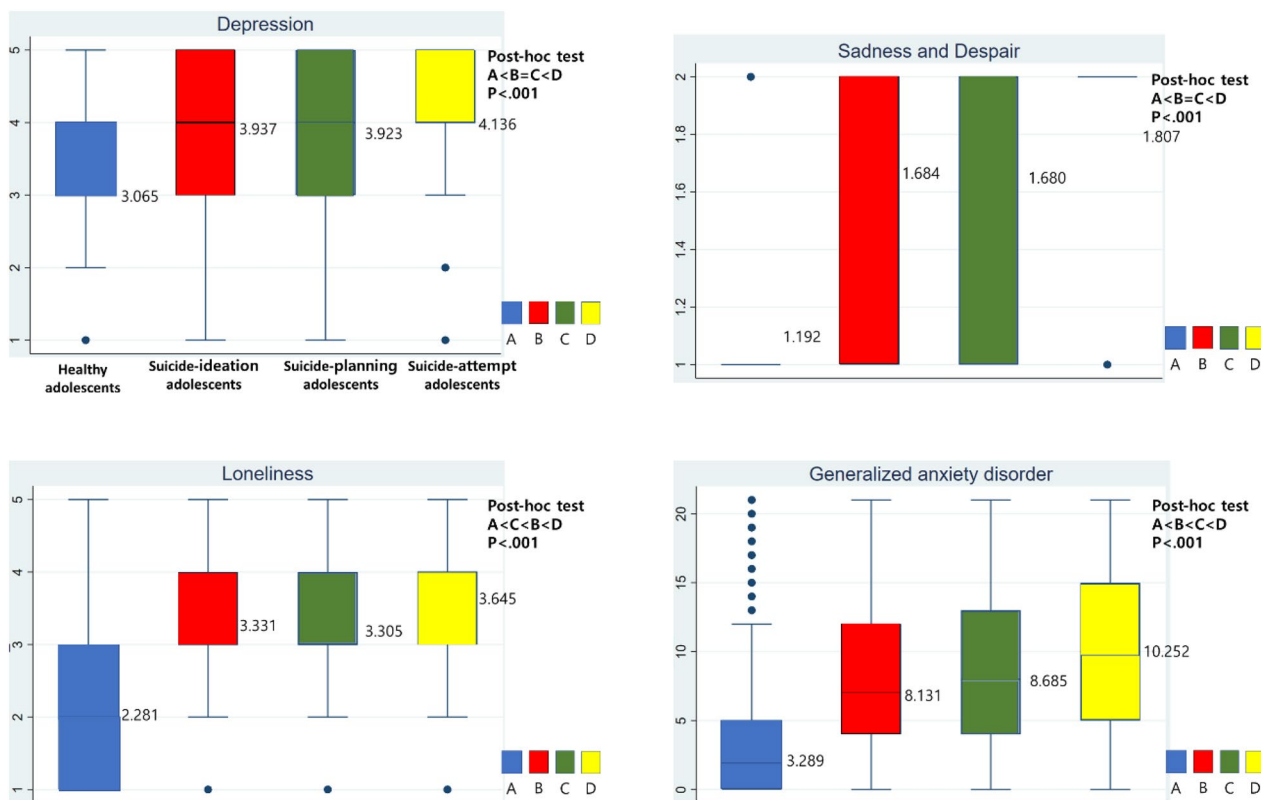 Depression
5
4
3
2
1
Post-hoc test
A<B=C<D
P<.001
3.065
3.937
3.923
4.136
A B C D
Healthy adolescents
Suicide-ideation adolescents
Suicide-planning adolescents
Suicide-attempt adolescents
Sadness and Despair
2
1.8
1.6
1.4
1.2
1
Post-hoc test
A<B=C<D
P<.001
1.807
1.684
1.680
1.192
A B C D
Loneliness
5
4
3
2
1
Post-hoc test
A<C<B<D
P<.001
2.281
3.331
3.305
3.645
A B C D
Generalized anxiety disorder
20
15
10
5
0
Post-hoc test
A<B<C<D
P<.001
3.289
8.131
8.685
10.252
A B C D